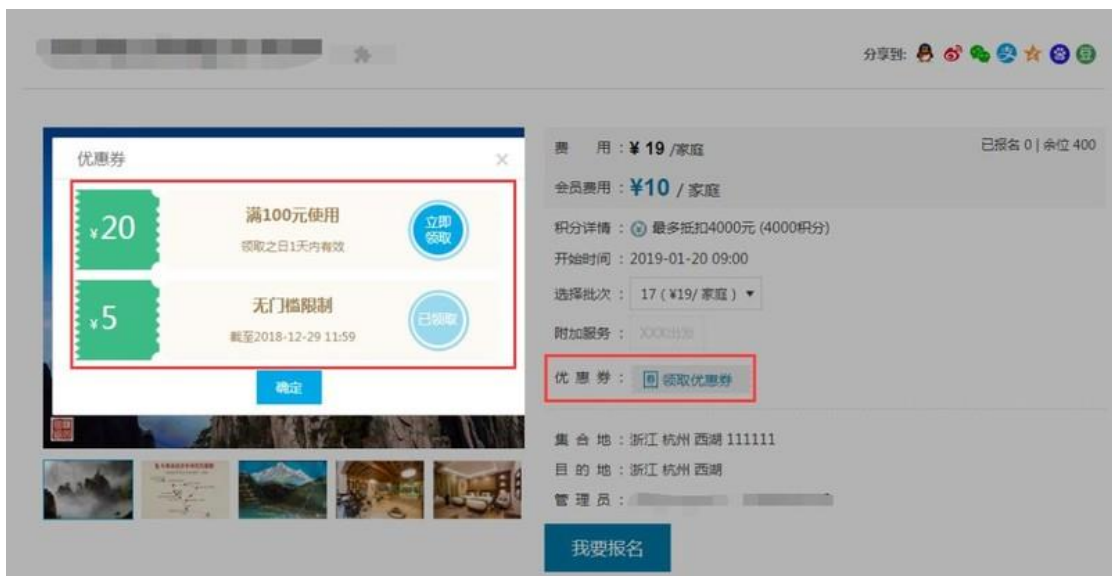 分享到:
优惠券
×
¥20
满100元使用
领取之日1天内有效
立即
领取
¥5
无门槛限制
截至2018-12-29 11:59
已领取
确定
费 用 : ¥ 19 /家庭
已报名 0 | 余位 400
会员费用 : ¥10 / 家庭
积分详情 : 最多抵扣4000元 (4000积分)
开始时间 : 2019-01-20 09:00
选择批次 : 17 ( ¥19/ 家庭 ) ▼
附加服务 : XXX出发
优 惠 券 : 券 领取优惠券
集 合 地 : 浙江 杭州 西湖 111111
目 的 地 : 浙江 杭州 西湖
管 理 员 :
我要报名